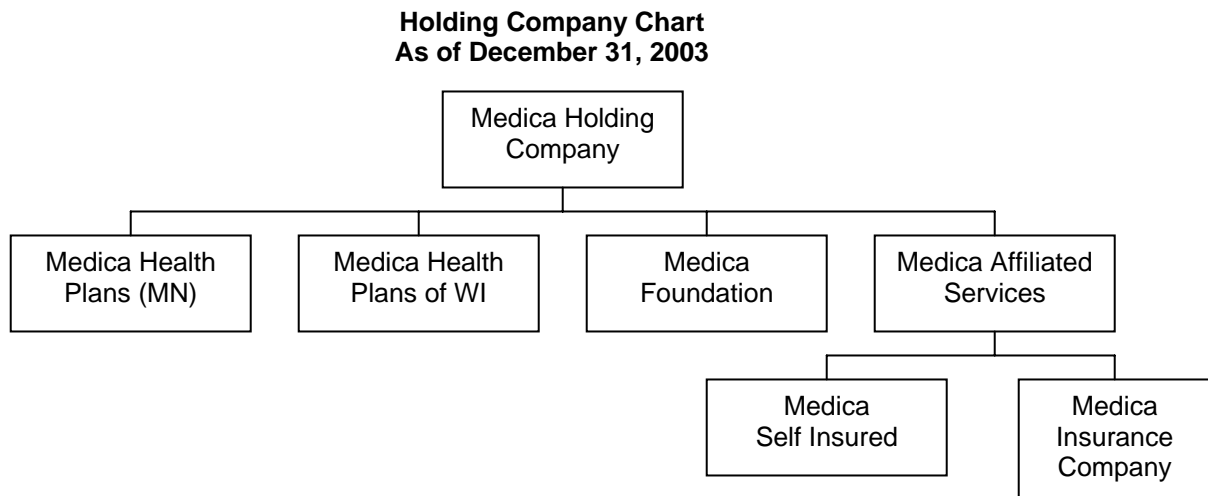 Holding Company Chart
As of December 31, 2003
Medica Holding
Company
Medica Health
Plans (MN)
Medica Health
Plans of WI
Medica
Foundation
Medica Affiliated
Services
Medica
Self Insured
Medica
Insurance
Company